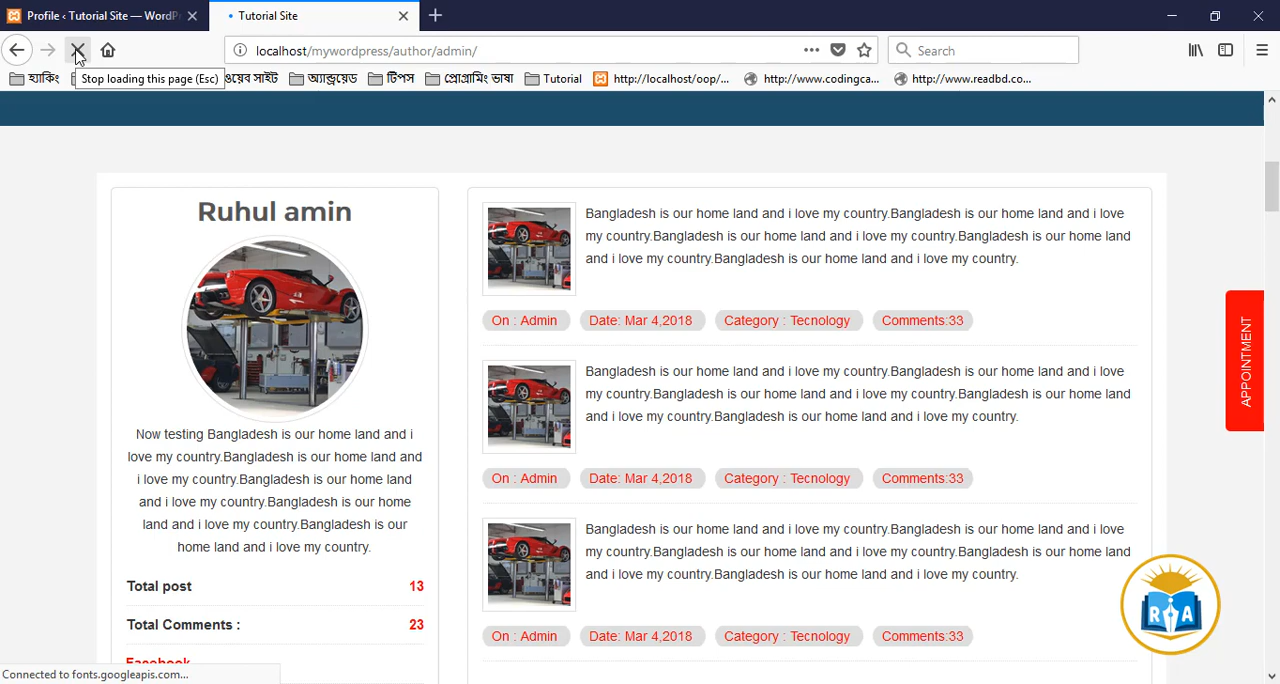 Profile ‹ Tutorial Site — WordP
Tutorial Site
localhost/mywordpress/author/admin/
Search
হ্যাকিং
Stop loading this page (Esc)
ওয়েব সাইট
অ্যান্ড্রয়েড
টিপস
প্রোগ্রামিং ভাষা
Tutorial
http://localhost/oop/...
http://www.codingca...
http://www.readbd.co...
Ruhul amin
Now testing Bangladesh is our home land and i
love my country.Bangladesh is our home land and
i love my country.Bangladesh is our home land
and i love my country.Bangladesh is our home
land and i love my country.Bangladesh is our
home land and i love my country.
Total post 13
Total Comments : 23
Facebook
Bangladesh is our home land and i love my country.Bangladesh is our home land and i love
my country.Bangladesh is our home land and i love my country.Bangladesh is our home land
and i love my country.Bangladesh is our home land and i love my country.
On : Admin Date: Mar 4,2018 Category : Tecnology Comments:33
Bangladesh is our home land and i love my country.Bangladesh is our home land and i love
my country.Bangladesh is our home land and i love my country.Bangladesh is our home land
and i love my country.Bangladesh is our home land and i love my country.
On : Admin Date: Mar 4,2018 Category : Tecnology Comments:33
Bangladesh is our home land and i love my country.Bangladesh is our home land and i love
my country.Bangladesh is our home land and i love my country.Bangladesh is our home land
and i love my country.Bangladesh is our home land and i love my country.
On : Admin Date: Mar 4,2018 Category : Tecnology Comments:33
APPOINTMENT
R A
Connected to fonts.googleapis.com...